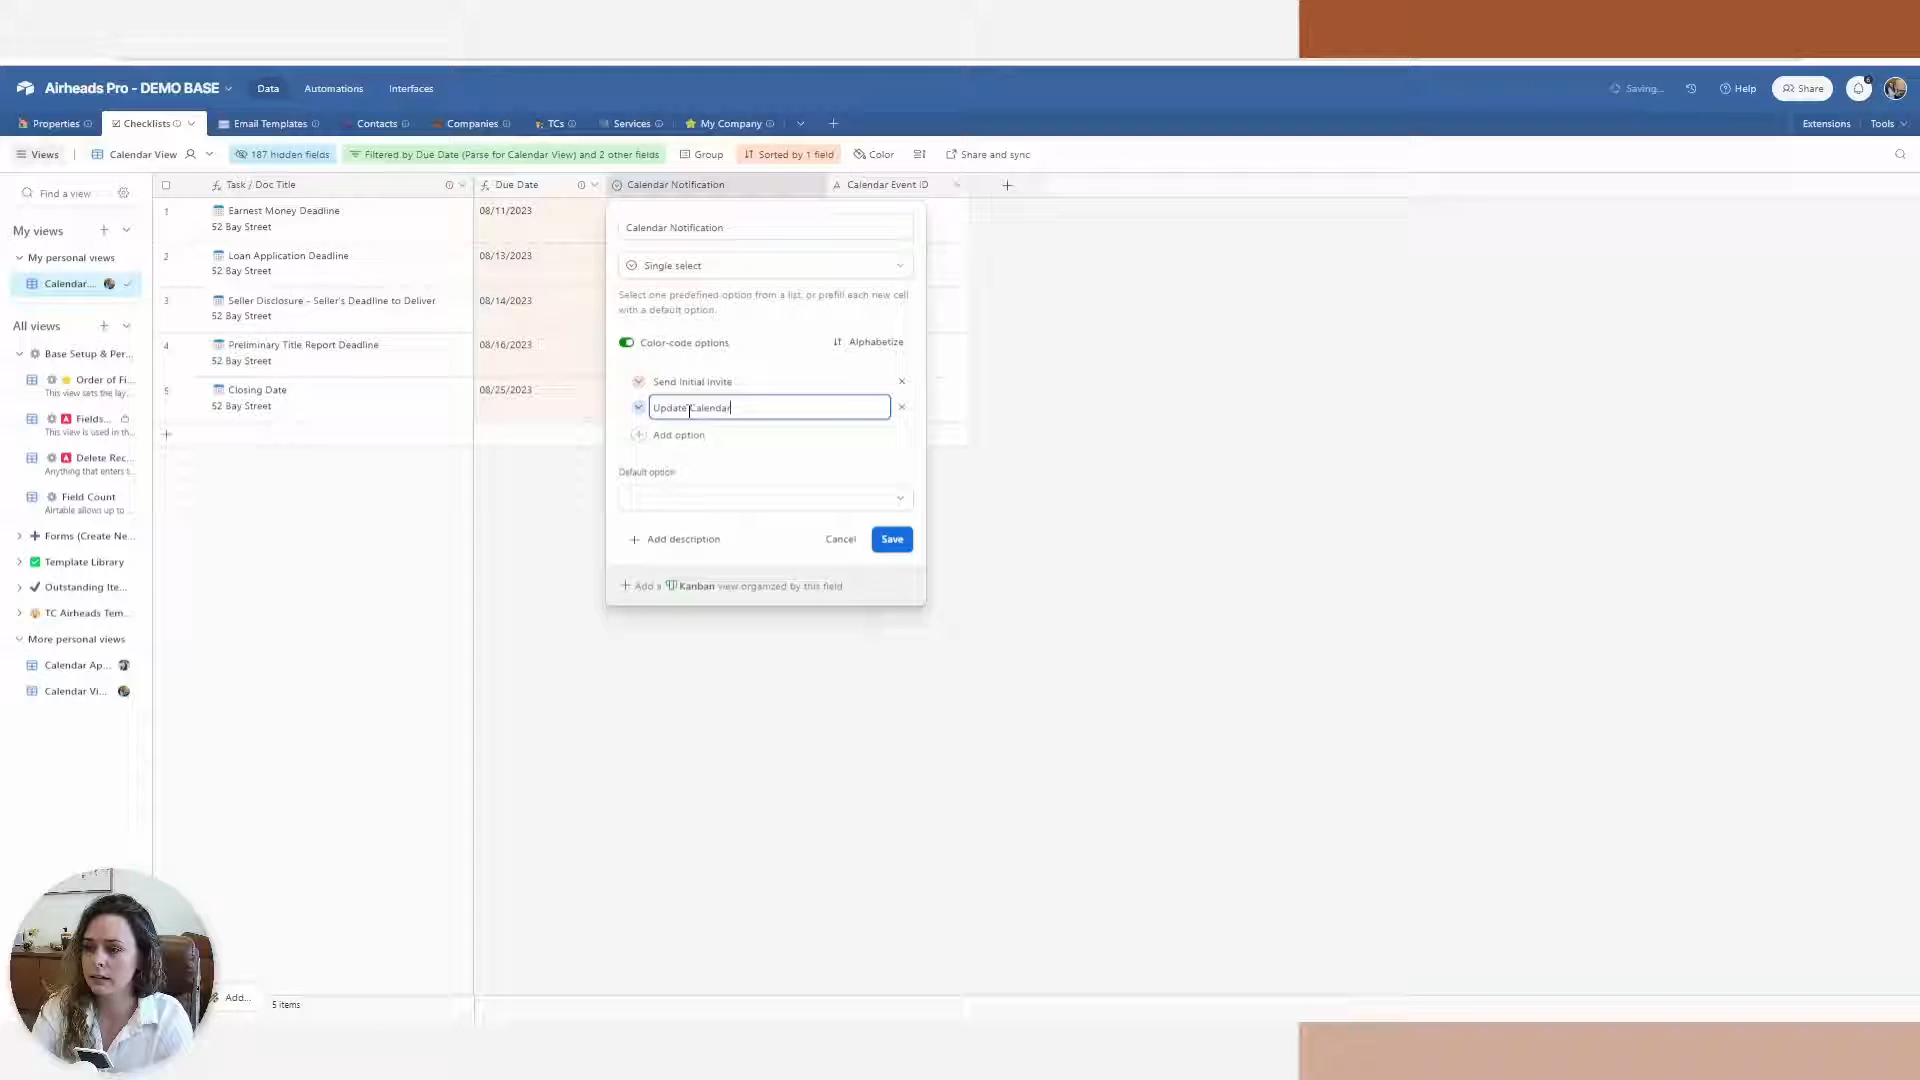 Airheads Pro - DEMO BASE
Data
Automations
Interfaces
Saving...
Help
Share
6
Properties
Checklists
Email Templates
Contacts
Companies
TCs
Services
My Company
Extensions
Tools
Views
Calendar View
187 hidden fields
Filtered by Due Date (Parse for Calendar View) and 2 other fields
Group
Sorted by 1 field
Color
Share and sync
Find a view
My views
My personal views
Calendar...
All views
Base Setup & Per...
Order of Fi...
This view sets the lay...
A Fields...
This view is used in th...
A Delete Rec...
Anything that enters t...
Field Count
Airtable allows up to ...
Forms (Create Ne...
Template Library
Outstanding Ite...
TC Airheads Tem...
More personal views
Calendar Ap...
Calendar Vi...
Task / Doc Title
Due Date
Calendar Notification
A Calendar Event ID
1
Earnest Money Deadline
08/11/2023
52 Bay Street
2
Loan Application Deadline
08/13/2023
52 Bay Street
3
Seller Disclosure - Seller's Deadline to Deliver
08/14/2023
52 Bay Street
4
Preliminary Title Report Deadline
08/16/2023
52 Bay Street
5
Closing Date
08/25/2023
52 Bay Street
Calendar Notification
Single select
Select one predefined option from a list, or prefill each new cell
with a default option.
Color-code options
Alphabetize
Send Initial Invite
Update Calendar
Add option
Default option
Add description
Cancel
Save
Add a Kanban view organized by this field
Add...
5 items